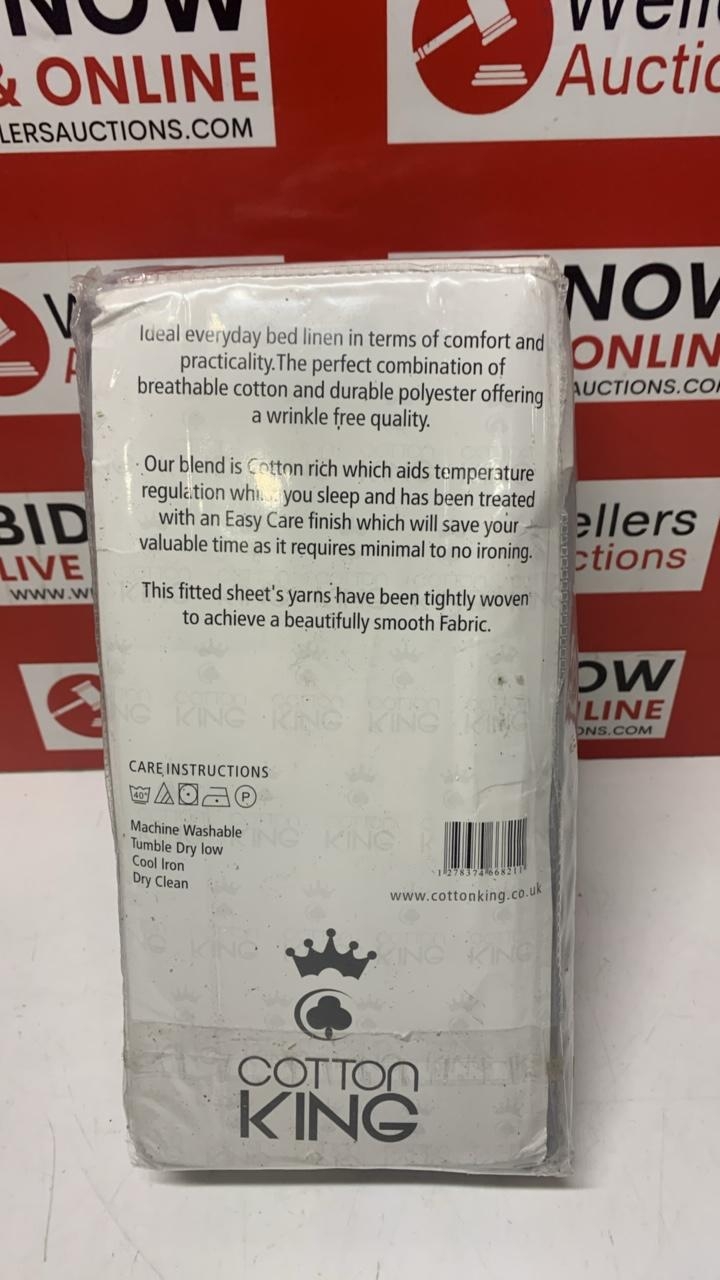 NOW
& ONLINE
LERSAUCTIONS.COM
Auctio
NOW
ONLIN
AUCTIONS.CO
BID
LIVE
WWW.W
ellers
ctions
OW
LINE
ONS.COM
Ideal everyday bed linen in terms of comfort and
practicality.The perfect combination of
breathable cotton and durable polyester offering
a wrinkle free quality.
Our blend is Cotton rich which aids temperature
regulation whi you sleep and has been treated
with an Easy Care finish which will save your
valuable time as it requires minimal to no ironing.
This fitted sheet's yarns have been tightly woven
to achieve a beautifully smooth Fabric.
CARE INSTRUCTIONS
40° P
Machine Washable
Tumble Dry low
Cool Iron
Dry Clean
www.cottonking.co.uk
COTTON
KING